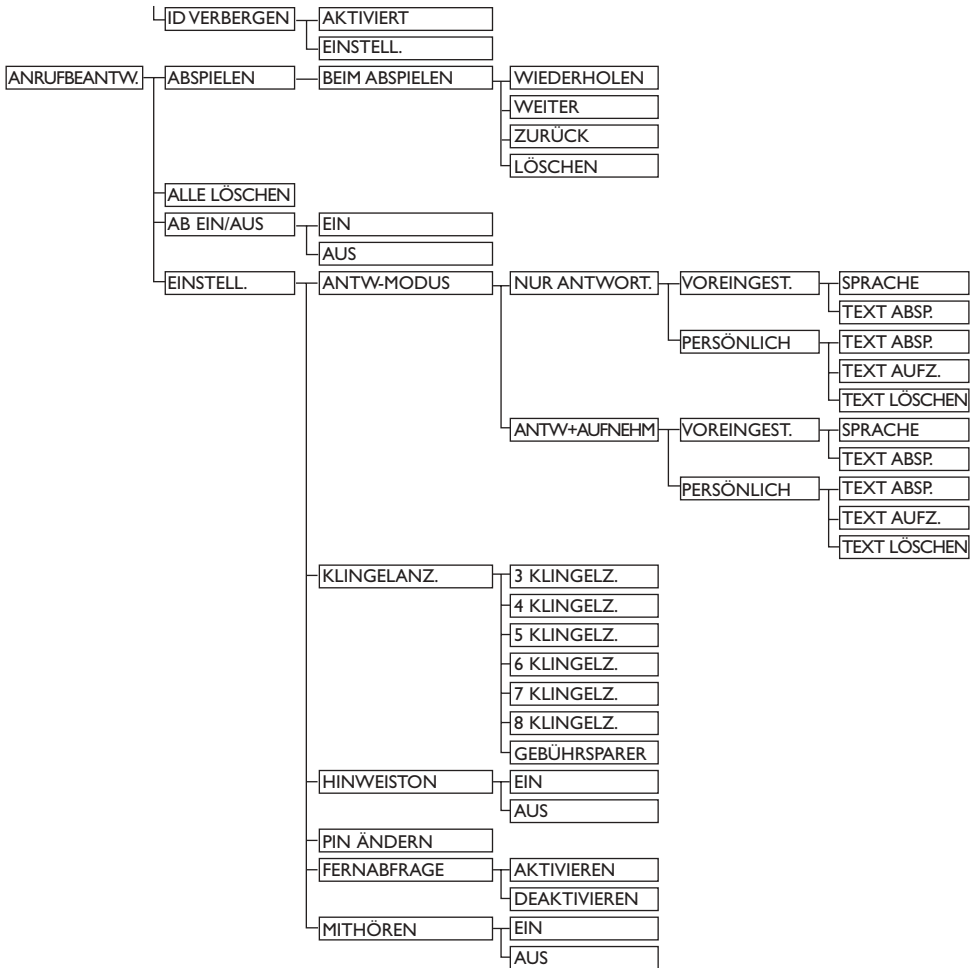 ID VERBERGEN AKTIVIERT
EINSTELL.
ANRUFBEANTW. ABSPIELEN BEIM ABSPIELEN WIEDERHOLEN
WEITER
ZURÜCK
LÖSCHEN
ALLE LÖSCHEN
AB EIN/AUS EIN
AUS
EINSTELL. ANTW-MODUS NUR ANTWORT. VOREINGEST. SPRACHE
TEXT ABSP.
PERSÖNLICH TEXT ABSP.
TEXT AUFZ.
TEXT LÖSCHEN
ANTW+AUFNEHM VOREINGEST. SPRACHE
TEXT ABSP.
PERSÖNLICH TEXT ABSP.
TEXT AUFZ.
TEXT LÖSCHEN
KLINGELANZ. 3 KLINGELZ.
4 KLINGELZ.
5 KLINGELZ.
6 KLINGELZ.
7 KLINGELZ.
8 KLINGELZ.
GEBÜHRSPARER
HINWEISTON EIN
AUS
PIN ÄNDERN
FERNABFRAGE AKTIVIEREN
DEAKTIVIEREN
MITHÖREN EIN
AUS